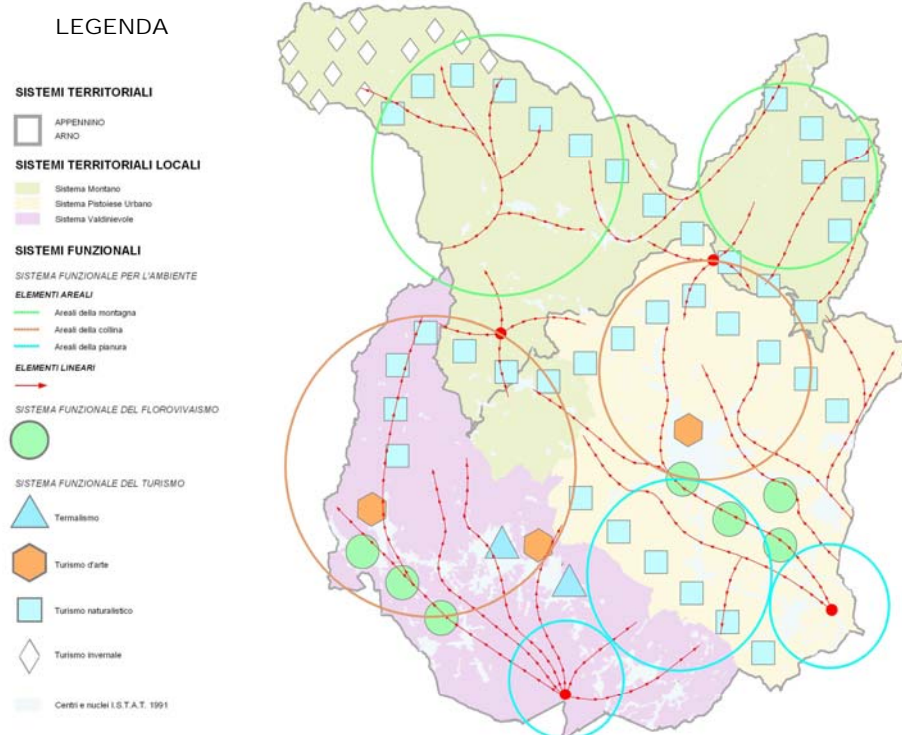 LEGENDA
SISTEMI TERRITORIALI
APPENNINO
ARNO
SISTEMI TERRITORIALI LOCALI
Sistema Montano
Sistema Pistoiese Urbano
Sistema Valdinievole
SISTEMI FUNZIONALI
SISTEMA FUNZIONALE PER L'AMBIENTE
ELEMENTI AREALI
Areali della montagna
Areali della collina
Areali della pianura
ELEMENTI LINEARI
SISTEMA FUNZIONALE DEL FLOROVIVAISMO
SISTEMA FUNZIONALE DEL TURISMO
Termalismo
Turismo d'arte
Turismo naturalistico
Turismo invernale
Centri e nuclei I.S.T.A.T. 1991